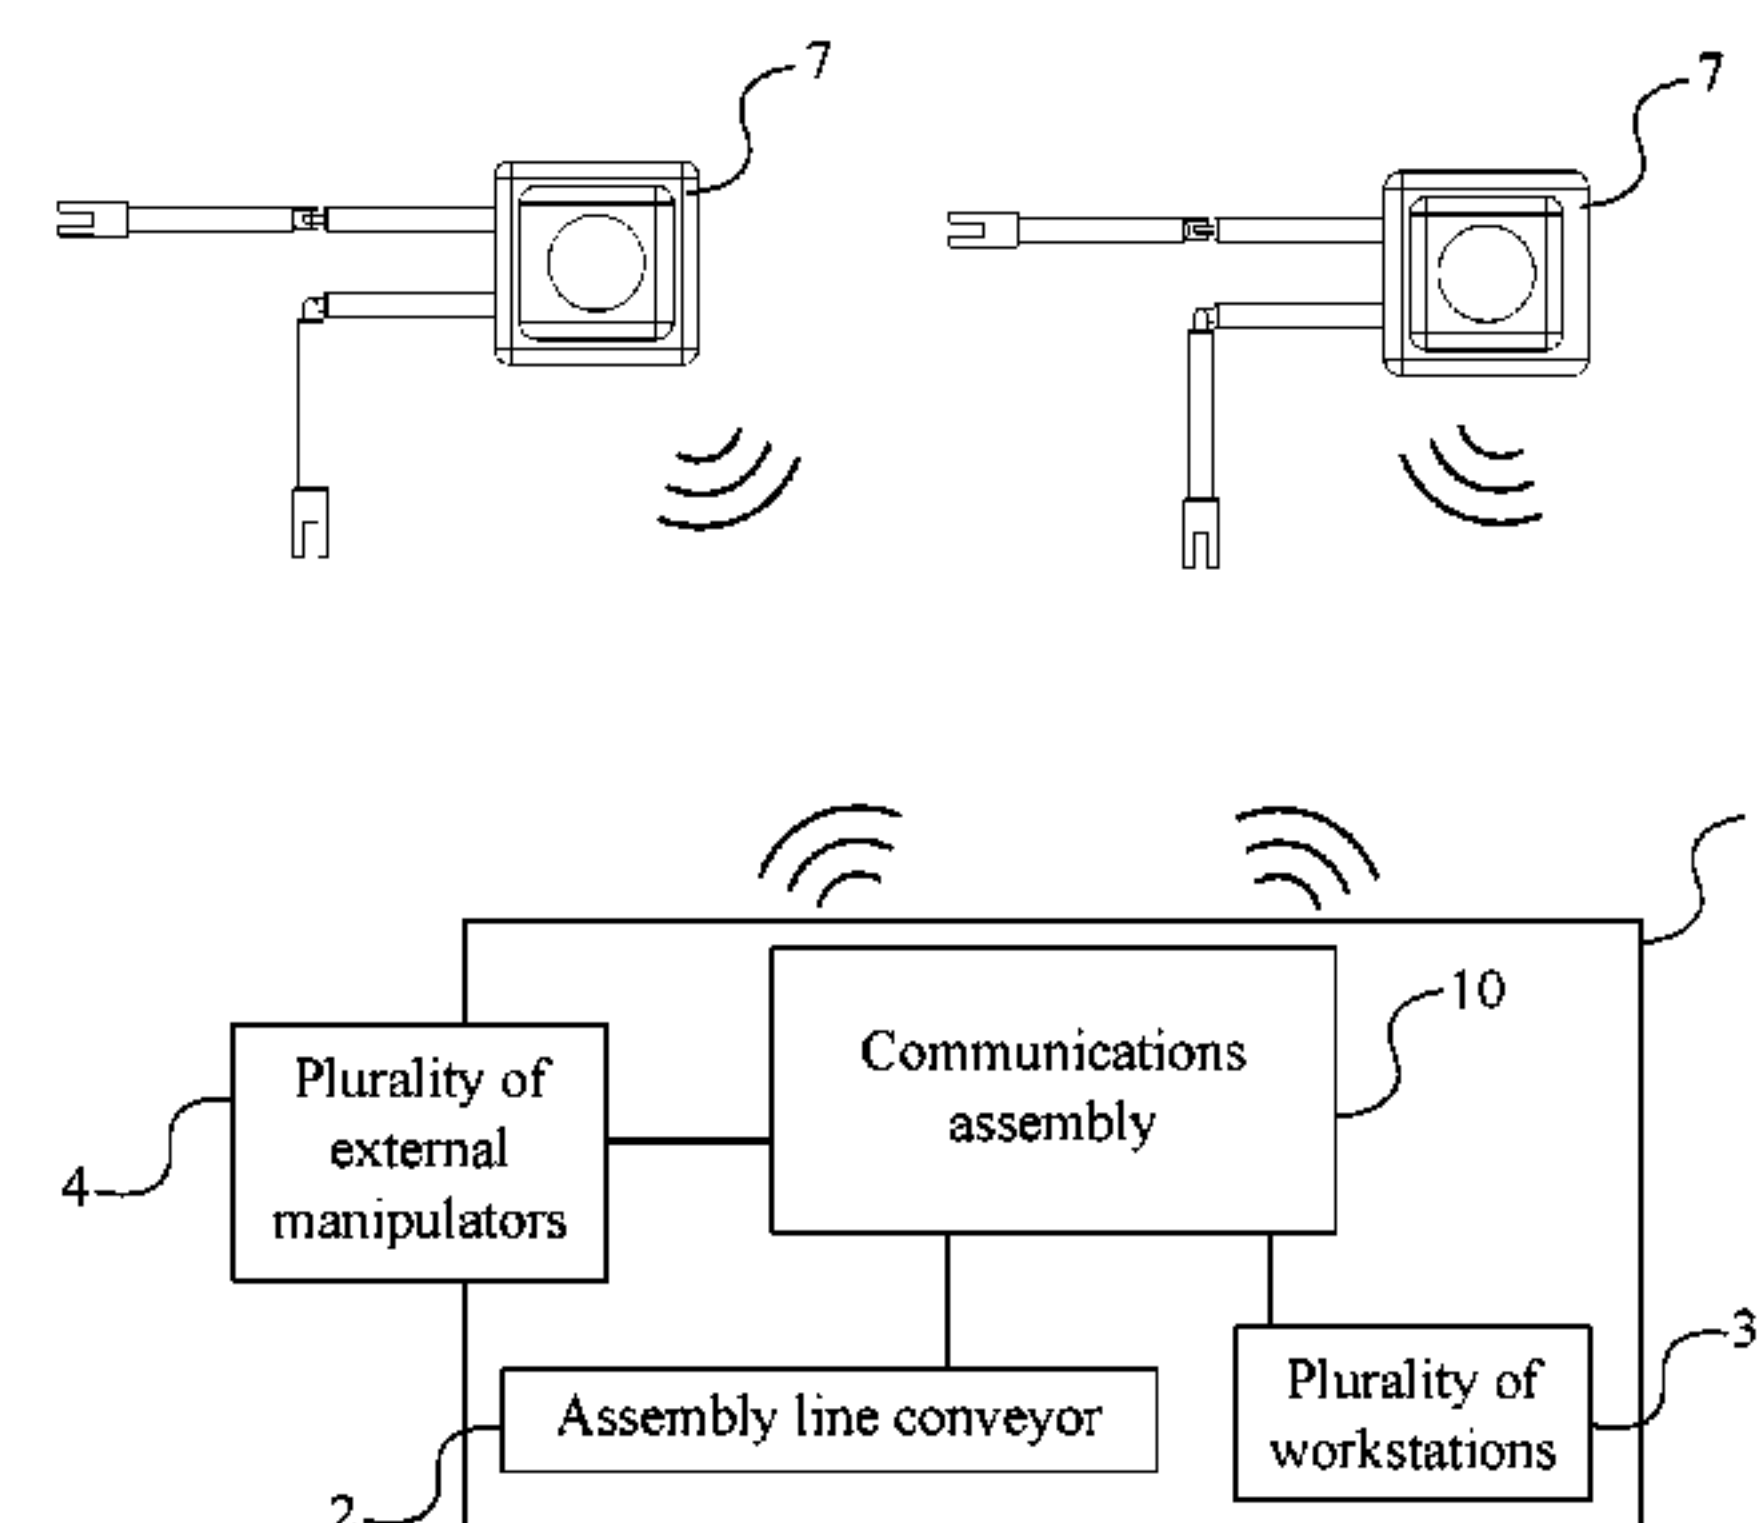 7
7
10
Communications
assembly
Plurality of
external
manipulators
4
3
Plurality of
workstations
Assembly line conveyor
2